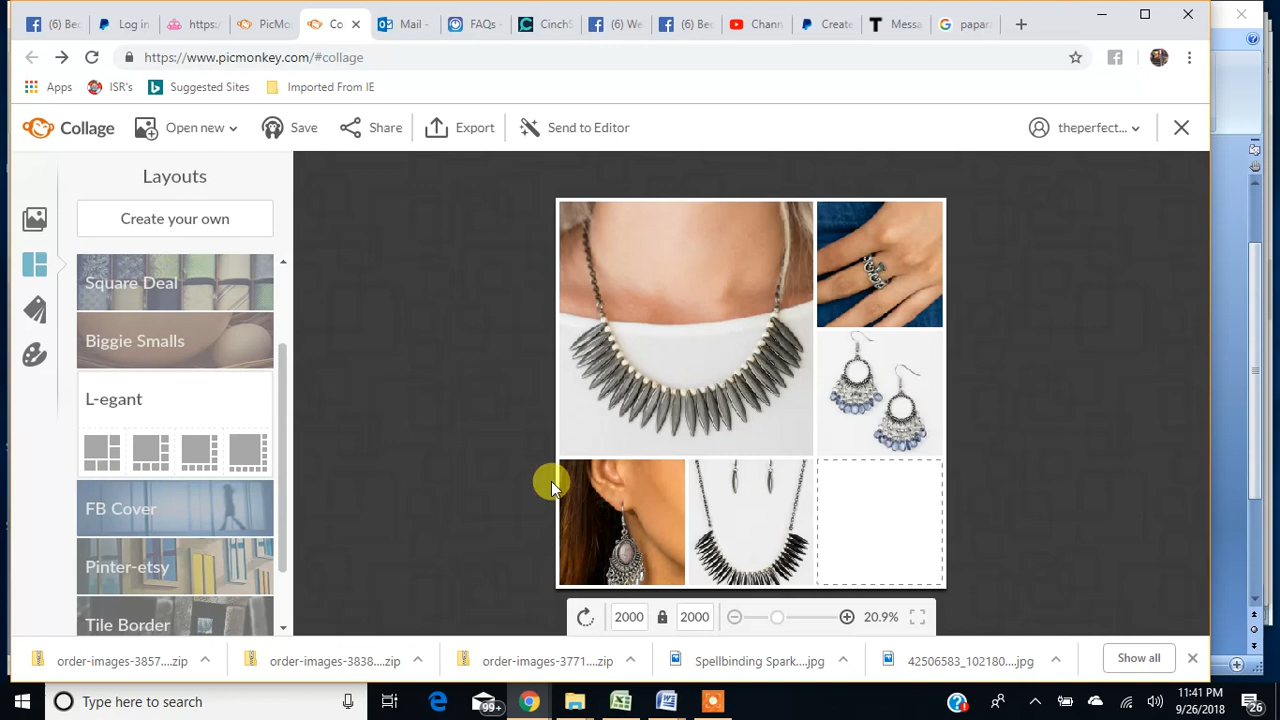 (6) Bec
Log in
https:/
PicMo
Co
Mail -
FAQs -
CinchS
(6) We
(6) Bec
Chann
Create
Messa
papar
https://www.picmonkey.com/#collage
Apps
ISR's
Suggested Sites
Imported From IE
Collage
Open new
Save
Share
Export
Send to Editor
theperfect...
Layouts
Create your own
Square Deal
Biggie Smalls
L-egant
FB Cover
Pinter-etsy
Tile Border
2000
2000
20.9%
order-images-3857....zip
order-images-3838....zip
order-images-3771....zip
Spellbinding Spark....jpg
42506583_102180....jpg
Show all
Type here to search
99+
11:41 PM
9/26/2018
26